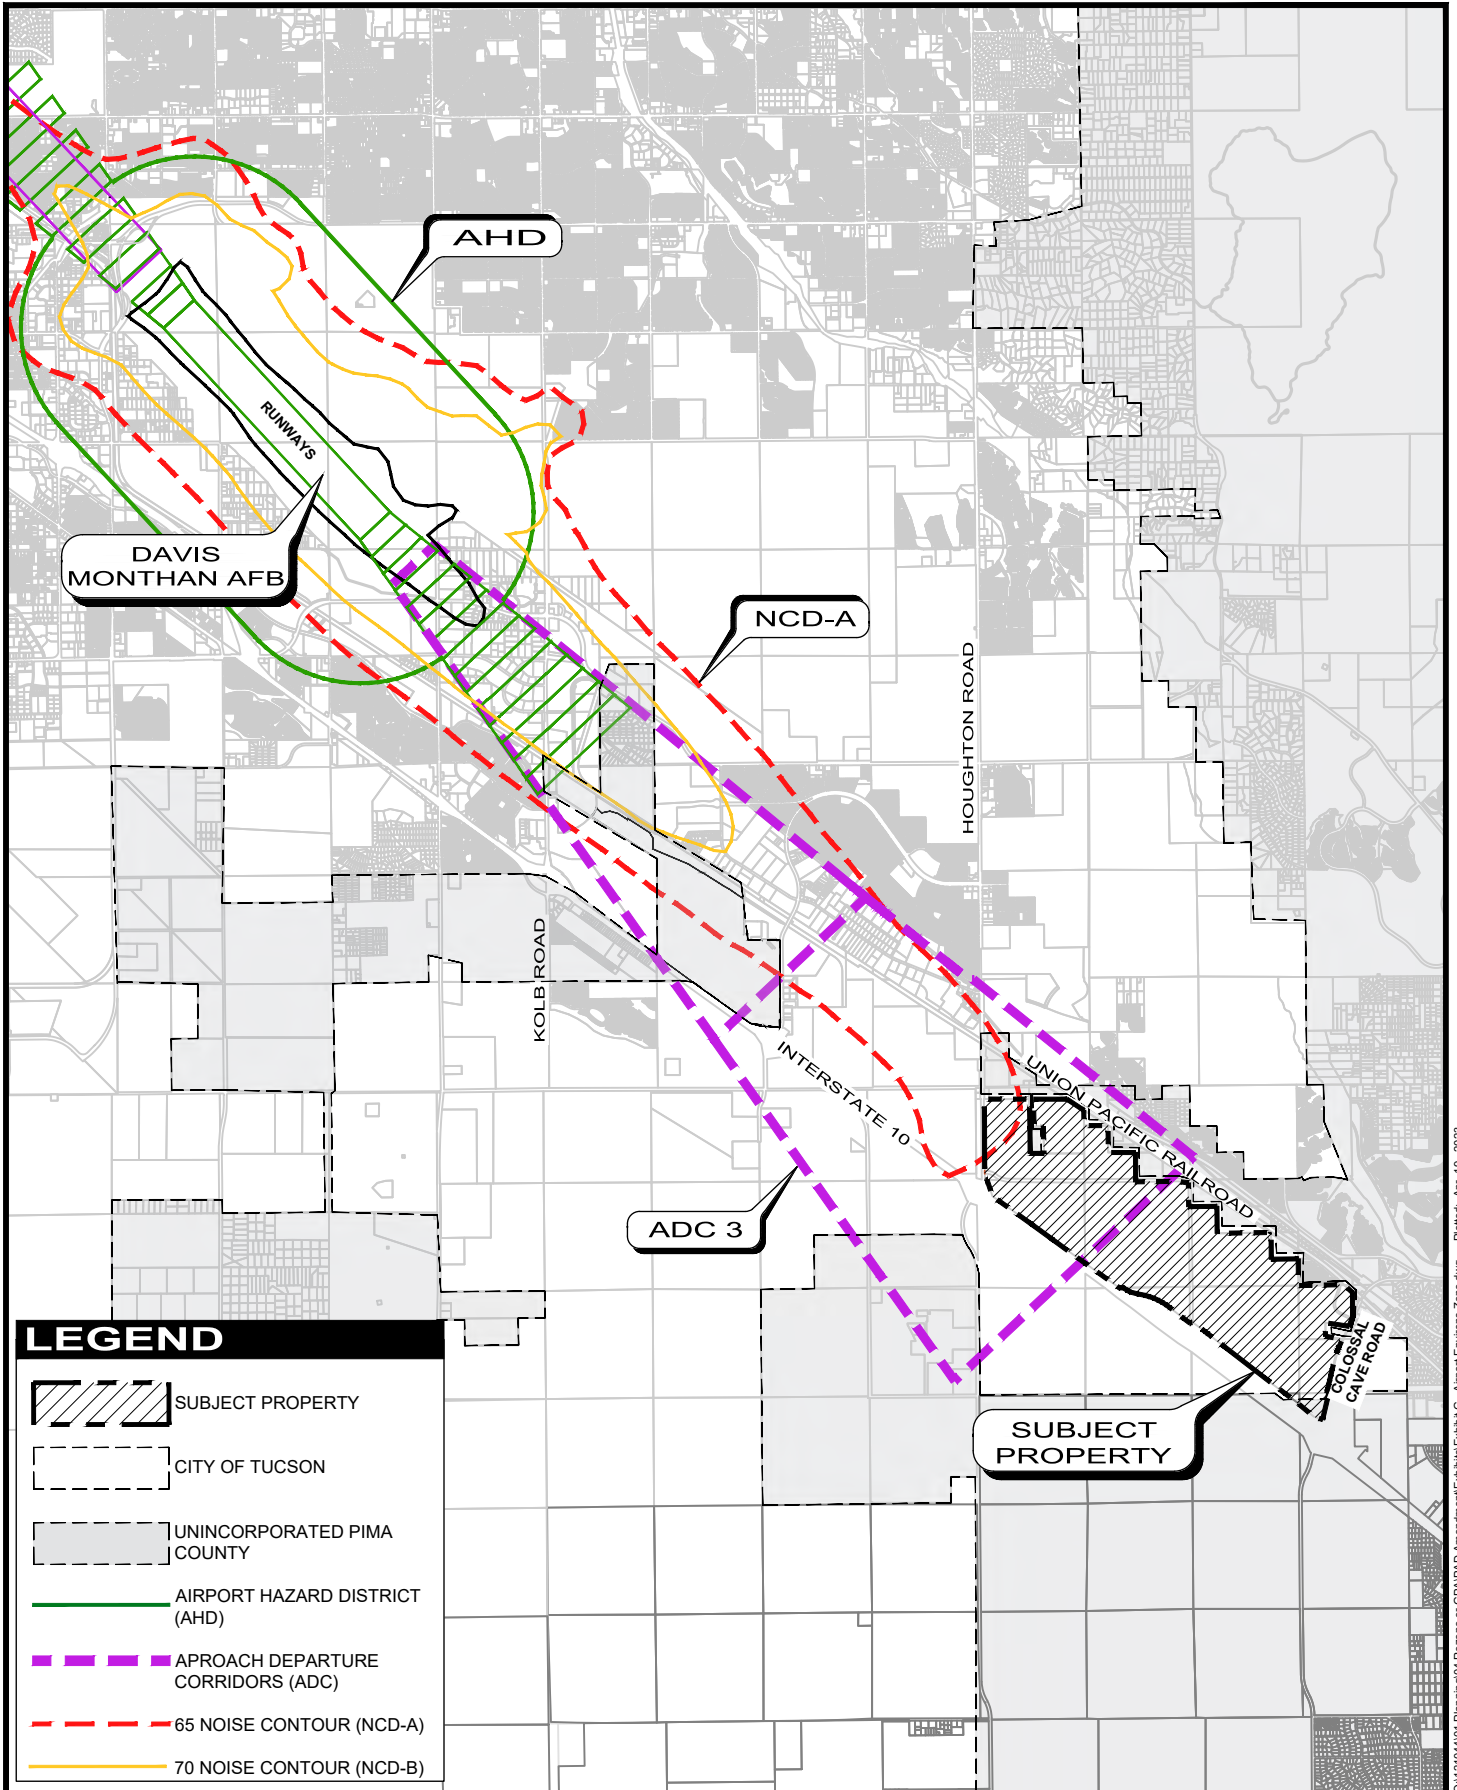 AHD
RUNWAYS
DAVIS
MONTHAN AFB
NCD-A
HOUGHTON ROAD
KOLB ROAD
INTERSTATE 10
UNION PACIFIC RAILROAD
ADC 3
COLOSSAL
CAVE ROAD
SUBJECT
PROPERTY
LEGEND
SUBJECT PROPERTY
CITY OF TUCSON
UNINCORPORATED PIMA
COUNTY
AIRPORT HAZARD DISTRICT
(AHD)
APROACH DEPARTURE
CORRIDORS (ADC)
65 NOISE CONTOUR (NCD-A)
70 NOISE CONTOUR (NCD-B)